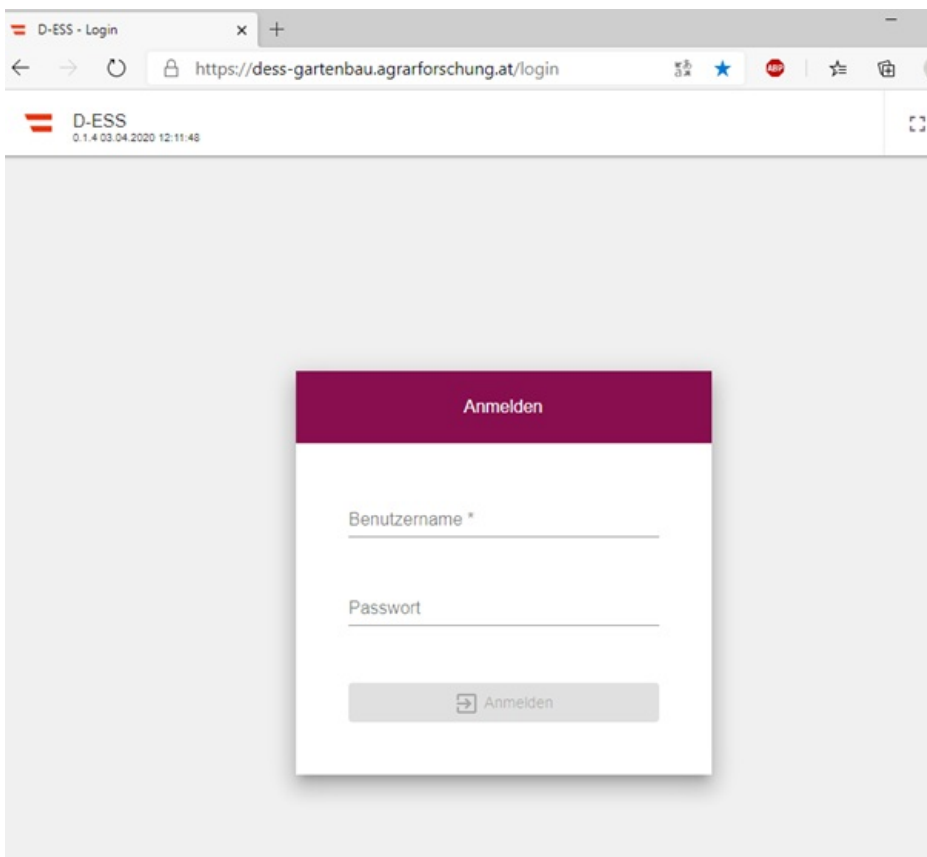 D-ESS - Login
https://dess-gartenbau.agrarforschung.at/login
ABP
D-ESS
0.1.4 03.04.2020 12:11:48
Anmelden
Benutzername *
Passwort
Anmelden